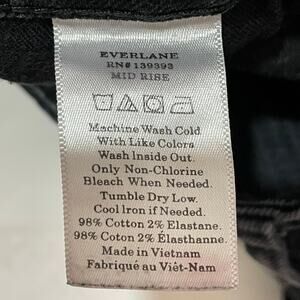 EVERLANE
RN# 139393
MID RISE
Machine Wash Cold
With Like Colors
Wash Inside Out.
Only Non-Chlorine
Bleach When Needed.
Tumble Dry Low.
Cool Iron if Needed.
98% Cotton 2% Elastane.
98% Coton 2% Élasthanne.
Made in Vietnam
Fabriqué au Viêt-Nam